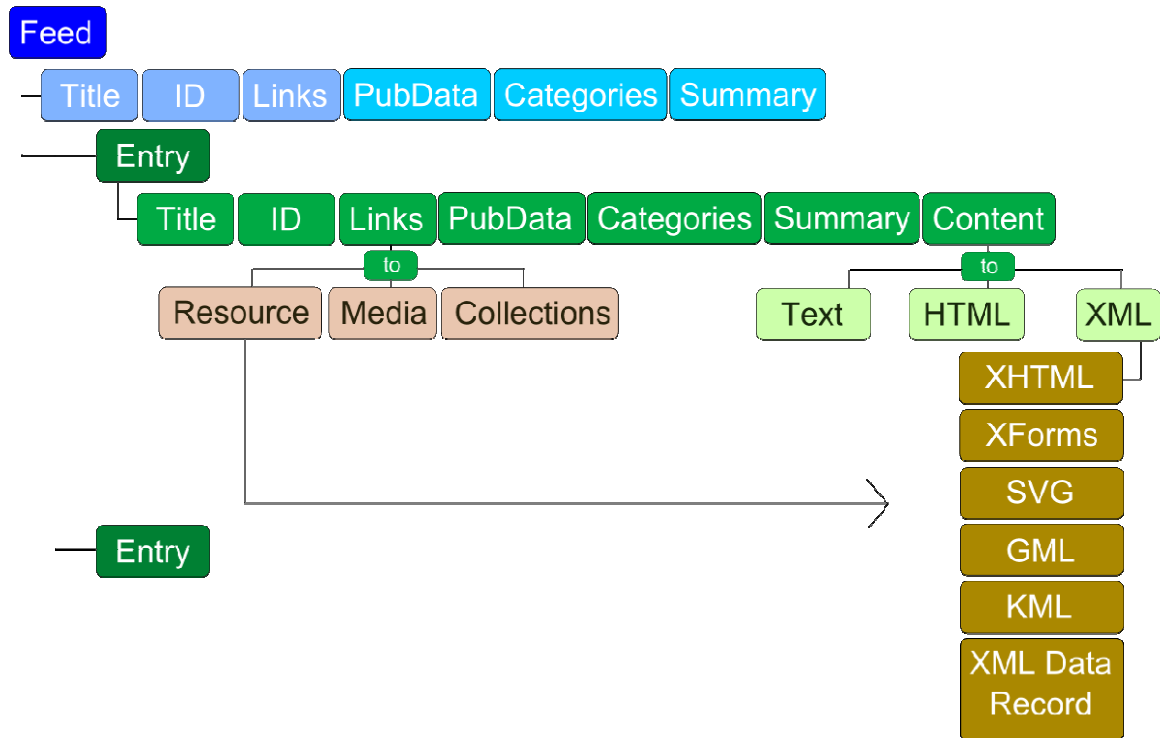 Feed
Title ID Links PubData Categories Summary
Entry
Title ID Links PubData Categories Summary Content
to to
Resource Media Collections Text HTML XML
XHTML
XForms
SVG
GML
Entry
KML
XML Data
Record